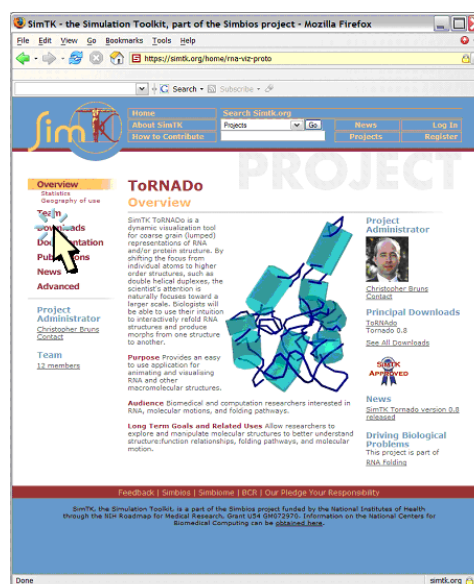 SimTK - the Simulation Toolkit, part of the Simbios project - Mozilla Firefox
File Edit View Go Bookmarks Tools Help
https://simtk.org/home/rna-viz-proto
Search Subscribe
SimTK
Home
About SimTK
How to Contribute
Search Simtk.org
Projects Go
News
Projects
Log In
Register
PROJECT
Overview
Statistics
Geography of use
Team
Downloads
Documentation
Publications
News
Advanced
Project
Administrator
Christopher Bruns
Contact
Team
12 members
ToRNADo
Overview
SimTK ToRNADo is a
dynamic visualization tool
for coarse grain (lumped)
representations of RNA
and/or protein structure. By
shifting the focus from
individual atoms to higher
order structures, such as
double helical duplexes, the
scientist's attention is
naturally focuses toward a
larger scale. Biologists will
be able to use their intuition
to interactively refold RNA
structures and produce
morphs from one structure
to another.
Purpose Provides an easy
to use application for
animating and visualising
RNA and other
macromolecular structures.
Audience Biomedical and computation researchers interested in
RNA, molecular motions, and folding pathways.
Long Term Goals and Related Uses Allow researchers to
explore and manipulate molecular structures to better understand
structure:function relationships, folding pathways, and molecular
motion.
Project
Administrator
Christopher Bruns
Contact
Principal Downloads
ToRNADo
Tornado 0.8
See All Downloads
SimTK
APPROVED
News
SimTK Tornado version 0.8
released
Driving Biological
Problems
This project is part of
RNA Folding
Feedback | Simbios | Simbiome | BCR | Our Pledge Your Responsibility
SimTK, the Simulation Toolkit, is a part of the Simbios project funded by the National Institutes of Health
through the NIH Roadmap for Medical Research, Grant U54 GM072970. Information on the National Centers for
Biomedical Computing can be obtained here.
Done
simtk.org